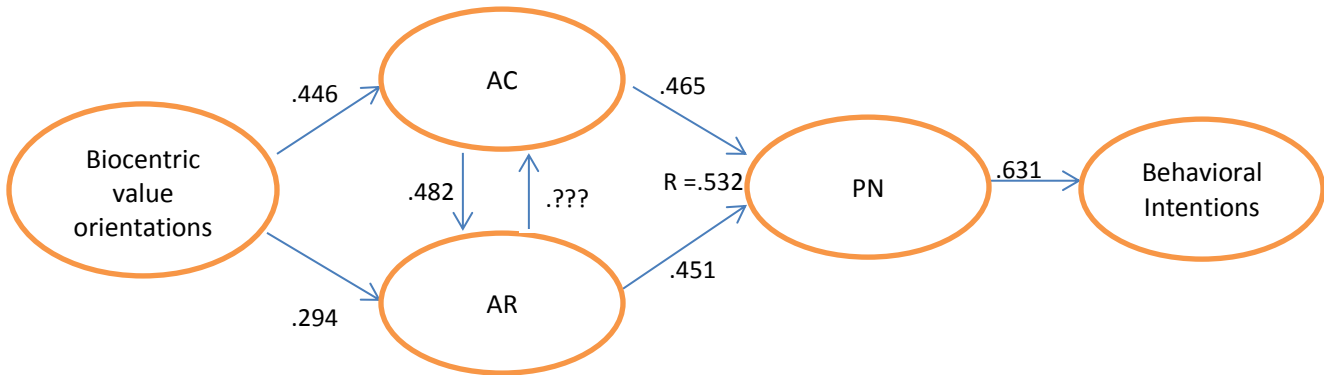 .446
AC
.465
Biocentric
value
orientations
.482
.???
R =.532
PN
.631
Behavioral
Intentions
.294
AR
.451